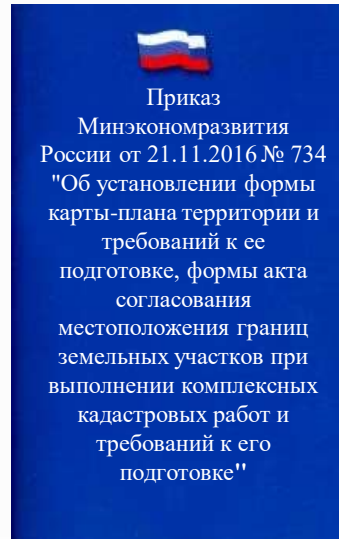 Приказ
Минэкономразвития
России от 21.11.2016 № 734
"Об установлении формы
карты-плана территории и
требований к ее
подготовке, формы акта
согласования
местоположения границ
земельных участков при
выполнении комплексных
кадастровых работ и
требований к его
подготовке"